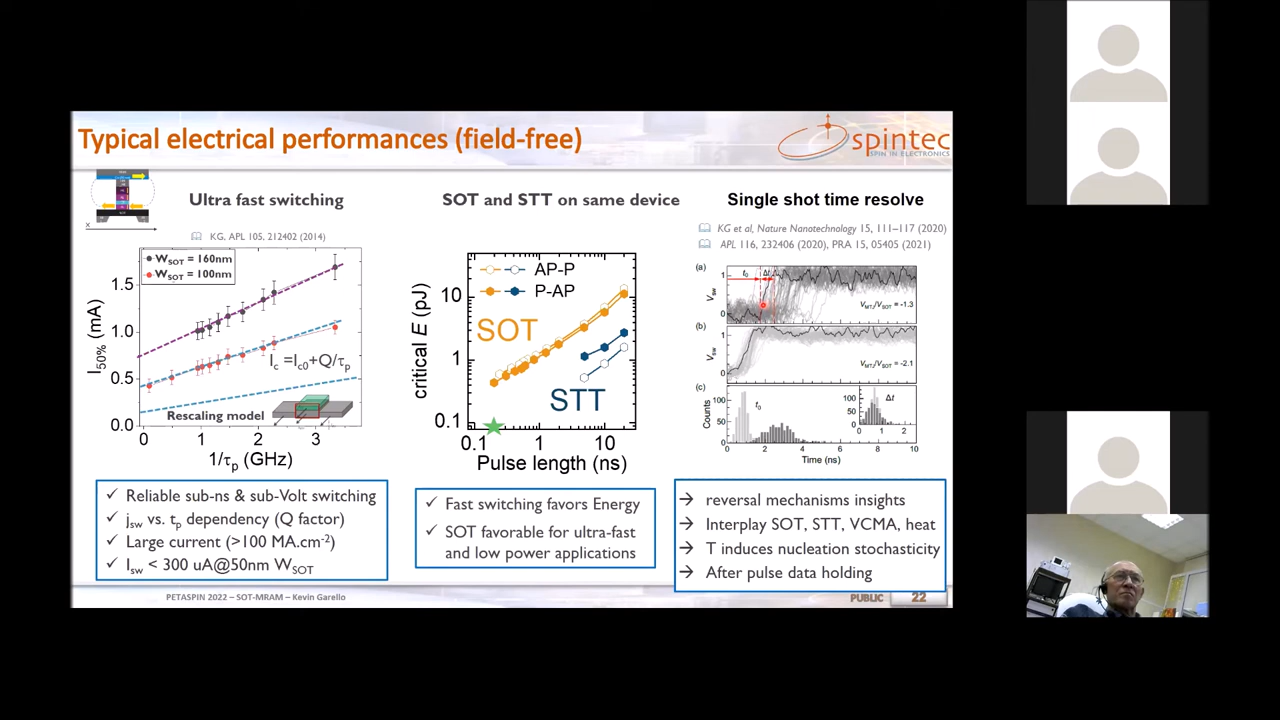 Typical electrical performances (field-free)
spintec
SPIN IN ELECTRONICS
x
Ultra fast switching
KG, APL 105, 212402 (2014)
W_SOT = 160nm
W_SOT = 100nm
1.5
1.0
0.5
0.0
I_50% (mA)
I_c =I_c0+Q/τ_p
Rescaling model
0
1
2
3
1/τ_p (GHz)
✓ Reliable sub-ns & sub-Volt switching
✓ j_sw vs. t_p dependency (Q factor)
✓ Large current (>100 MA.cm⁻²)
✓ I_sw < 300 uA@50nm W_SOT
SOT and STT on same device
AP-P
P-AP
SOT
STT
critical E (pJ)
10
1
0.1
0.1
1
10
Pulse length (ns)
✓ Fast switching favors Energy
✓ SOT favorable for ultra-fast
and low power applications
Single shot time resolve
KG et al, Nature Nanotechnology 15, 111–117 (2020)
APL 116, 232406 (2020), PRA 15, 05405 (2021)
(a)
t_0
Δt
1
V_sw
0
V_MTJ/V_SOT = -1.3
(b)
1
V_sw
0
V_MTJ/V_SOT = -2.1
(c)
Counts
100
50
0
t_0
Δt
100
50
0
0
1
2
0
2
4
6
8
10
Time (ns)
→ reversal mechanisms insights
→ Interplay SOT, STT, VCMA, heat
→ T induces nucleation stochasticity
→ After pulse data holding
PETASPIN 2022 – SOT-MRAM – Kevin Garello
PUBLIC
22